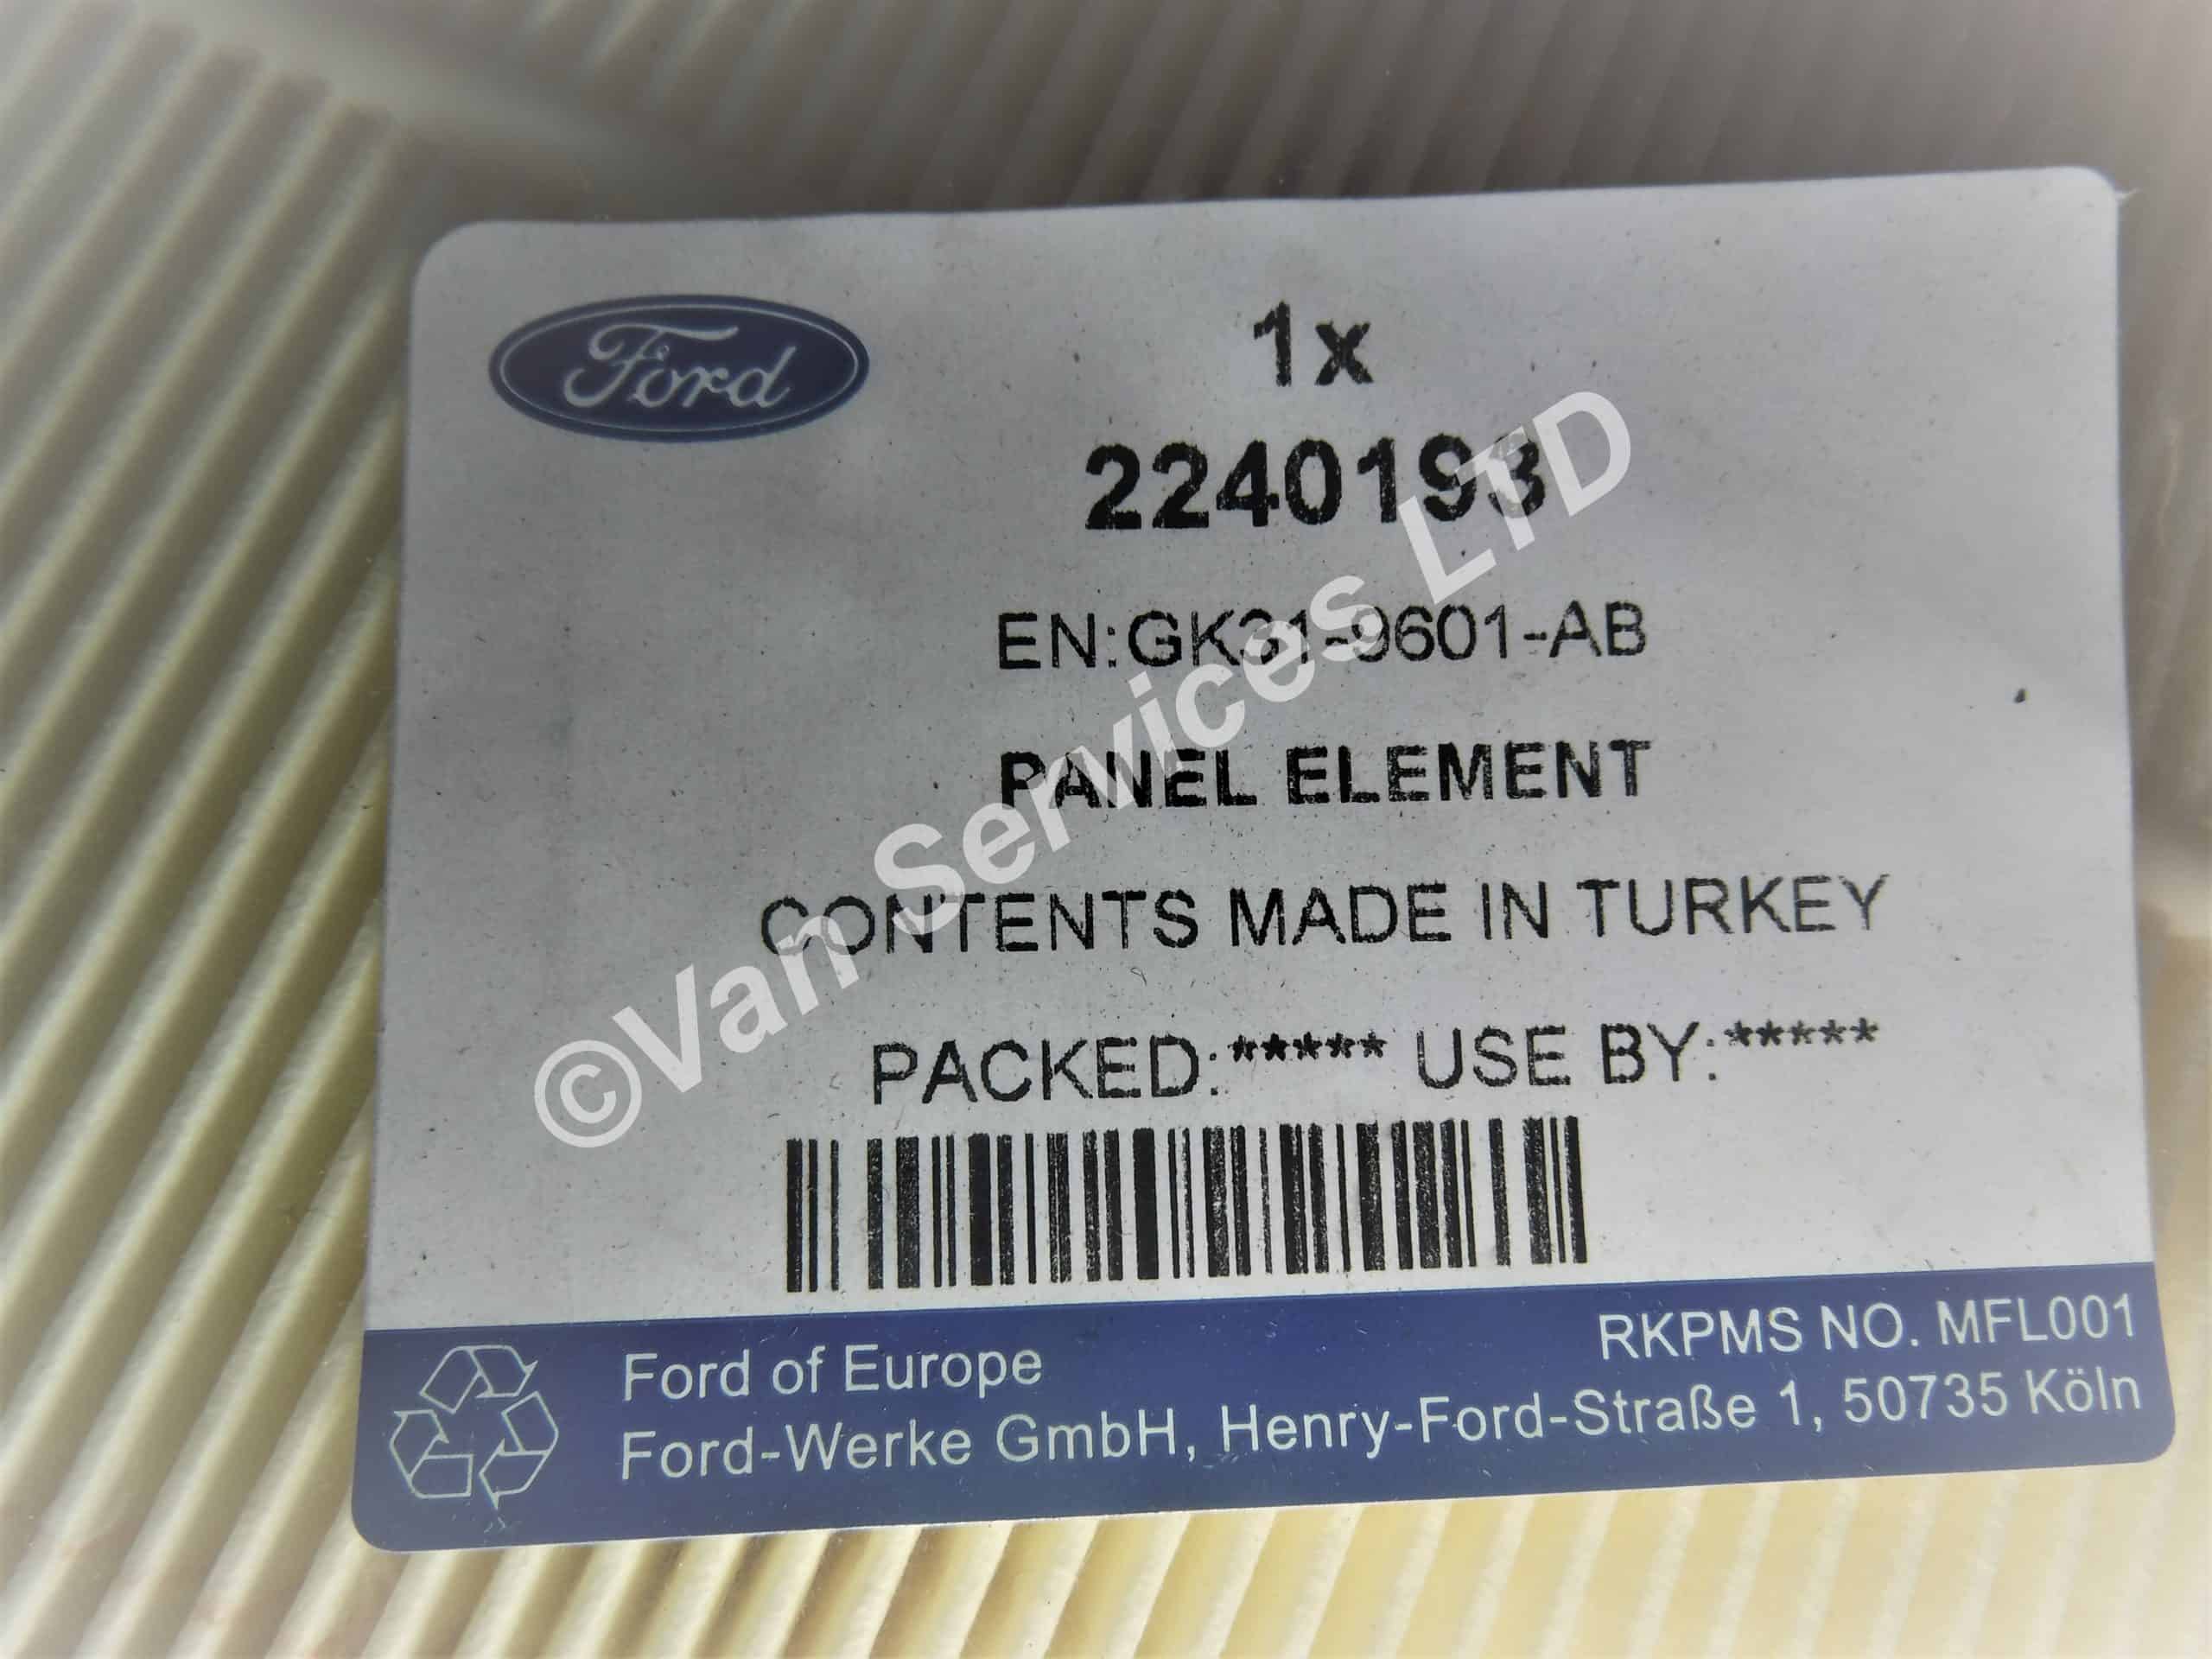 Ford
1x
2240193
EN:GK31-9601-AB
PANEL ELEMENT
CONTENTS MADE IN TURKEY
PACKED:***** USE BY:*****
©Van Services LTD
RKPMS NO. MFL001
Ford of Europe
Ford-Werke GmbH, Henry-Ford-Straße 1, 50735 Köln